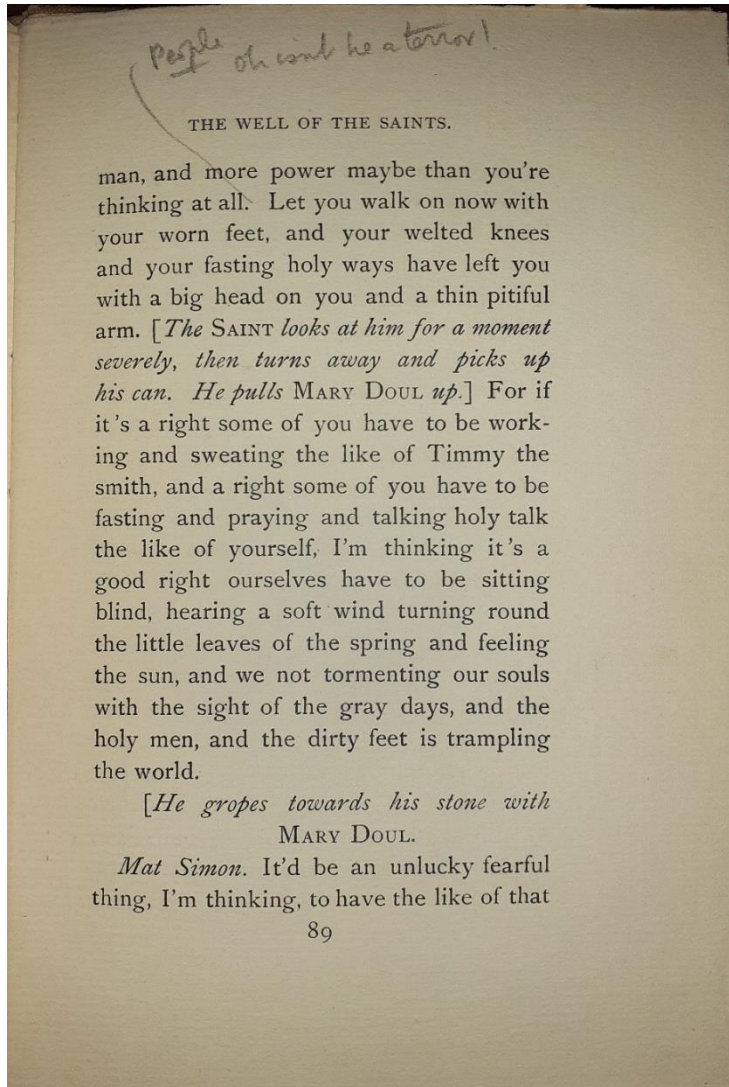 People oh isn't he a terror!
THE WELL OF THE SAINTS.
man, and more power maybe than you're
thinking at all. Let you walk on now with
your worn feet, and your welted knees
and your fasting holy ways have left you
with a big head on you and a thin pitiful
arm. [The SAINT looks at him for a moment
severely, then turns away and picks up
his can. He pulls MARY DOUL up.] For if
it's a right some of you have to be work-
ing and sweating the like of Timmy the
smith, and a right some of you have to be
fasting and praying and talking holy talk
the like of yourself, I'm thinking it's a
good right ourselves have to be sitting
blind, hearing a soft wind turning round
the little leaves of the spring and feeling
the sun, and we not tormenting our souls
with the sight of the gray days, and the
holy men, and the dirty feet is trampling
the world.
[He gropes towards his stone with
MARY DOUL.
Mat Simon. It'd be an unlucky fearful
thing, I'm thinking, to have the like of that
89